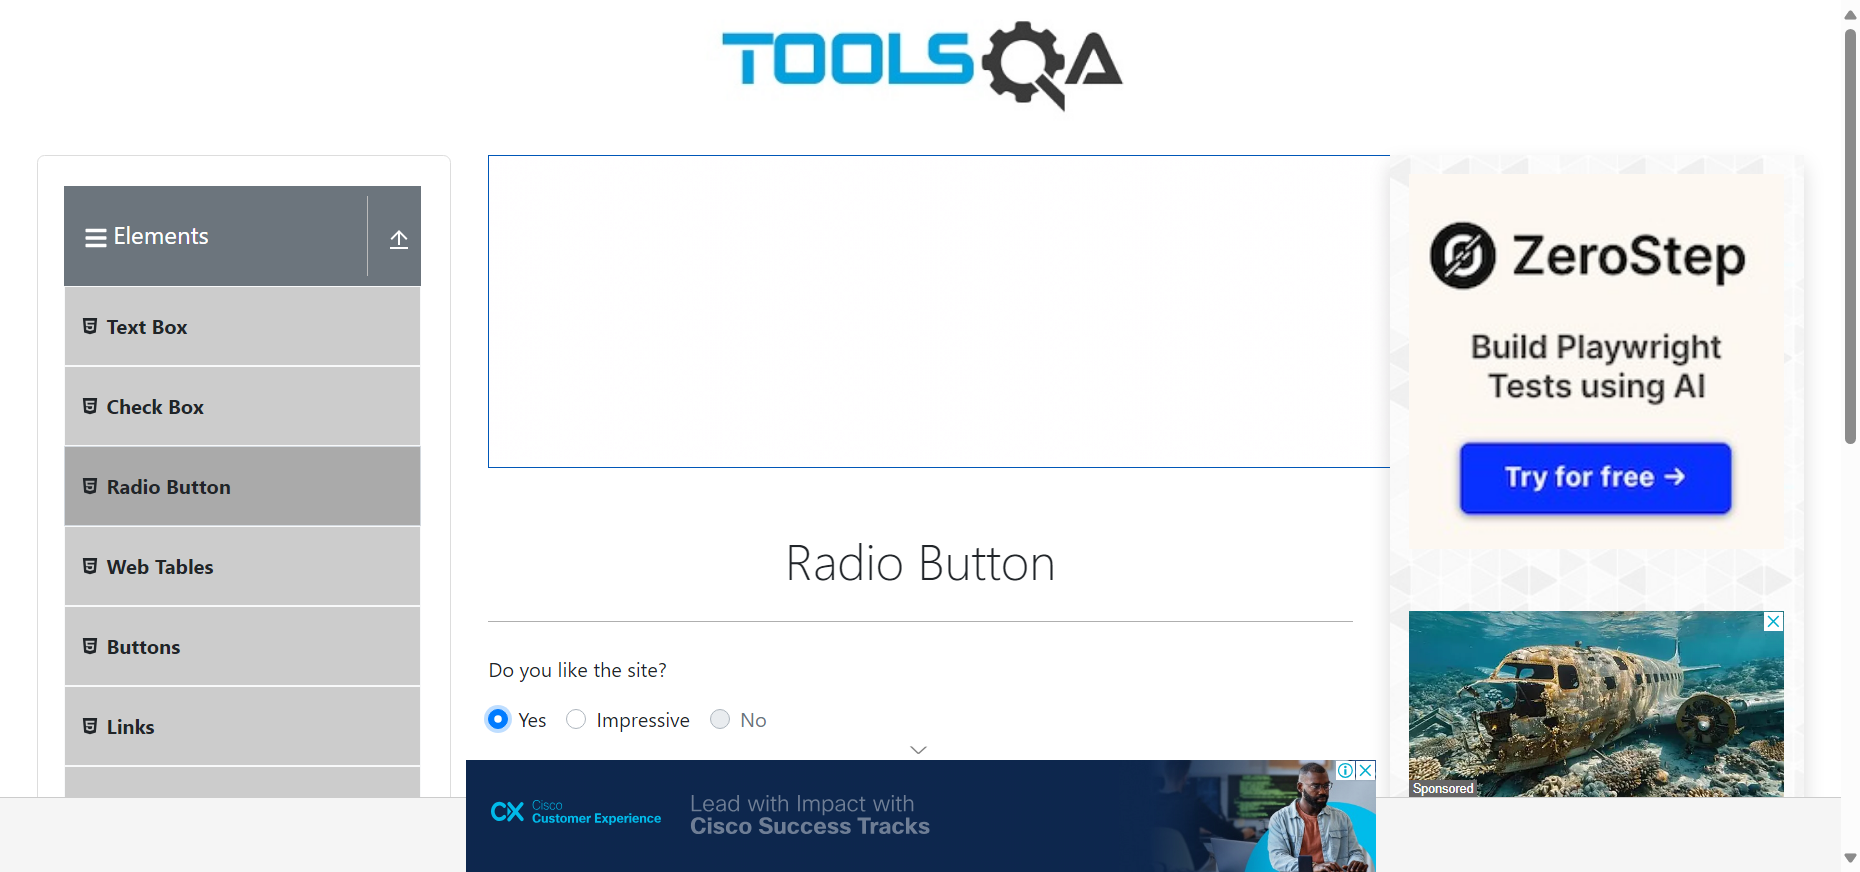 TOOLSQA
Elements
Text Box
Check Box
Radio Button
Web Tables
Buttons
Links
Radio Button
Do you like the site?
Yes
Impressive
No
ZeroStep
Build Playwright
Tests using AI
Try for free →
Sponsored
CX Cisco
Customer Experience
Lead with Impact with
Cisco Success Tracks